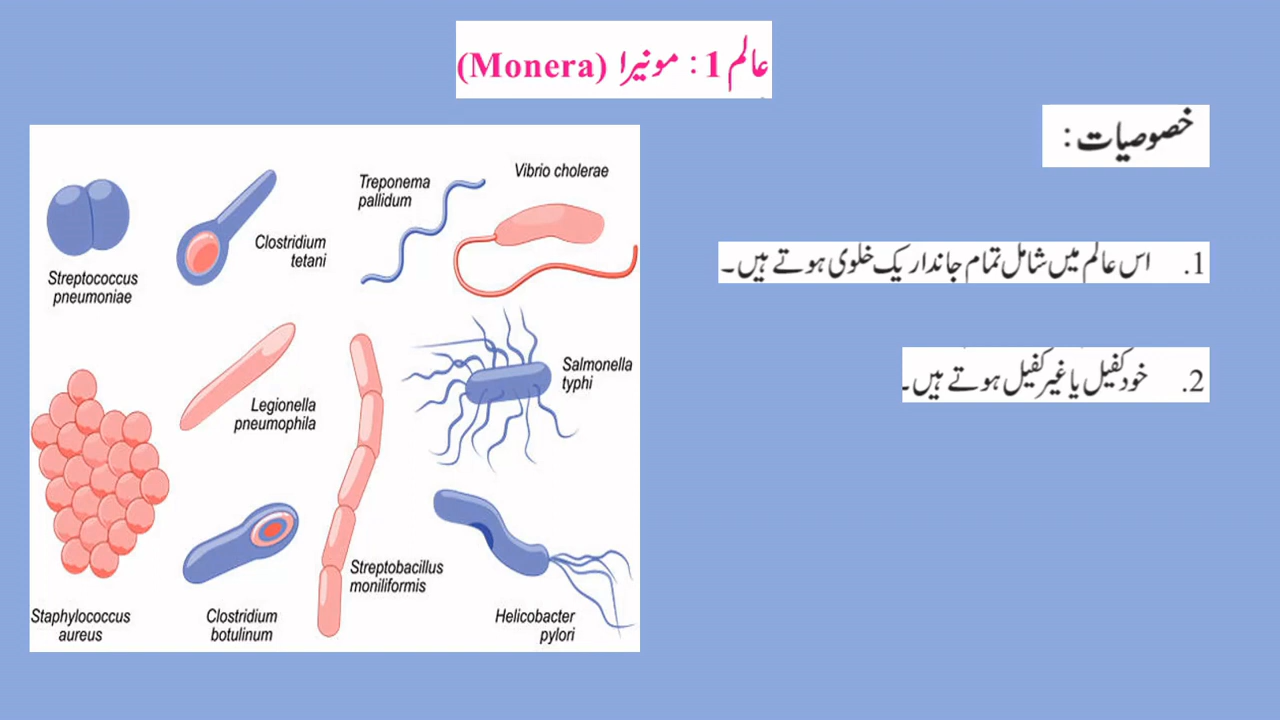 عالم 1 : مونیرا (Monera)
خصوصیات :
1. اس عالم میں شامل تمام جاندار یک خلوی ہوتے ہیں ۔
2. خود کفیل یا غیر کفیل ہوتے ہیں۔
Streptococcus
pneumoniae
Clostridium
tetani
Treponema
pallidum
Vibrio cholerae
Legionella
pneumophila
Salmonella
typhi
Staphylococcus
aureus
Clostridium
botulinum
Streptobacillus
moniliformis
Helicobacter
pylori